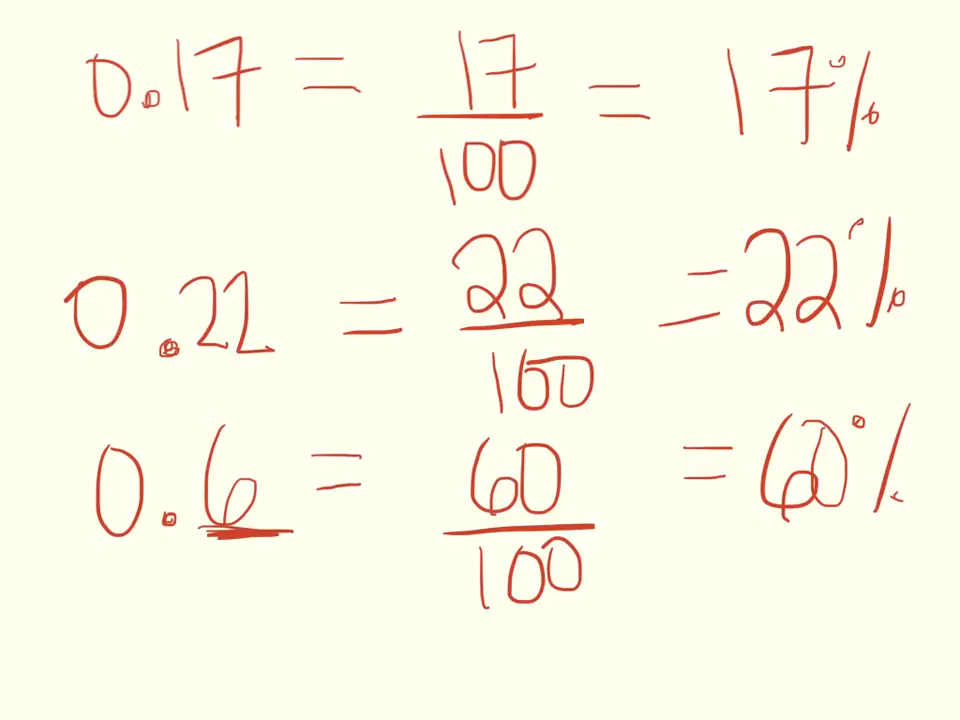 0.17 = 17/100 = 17%
0.22 = 22/100 = 22%
0.6 = 60/100 = 60%